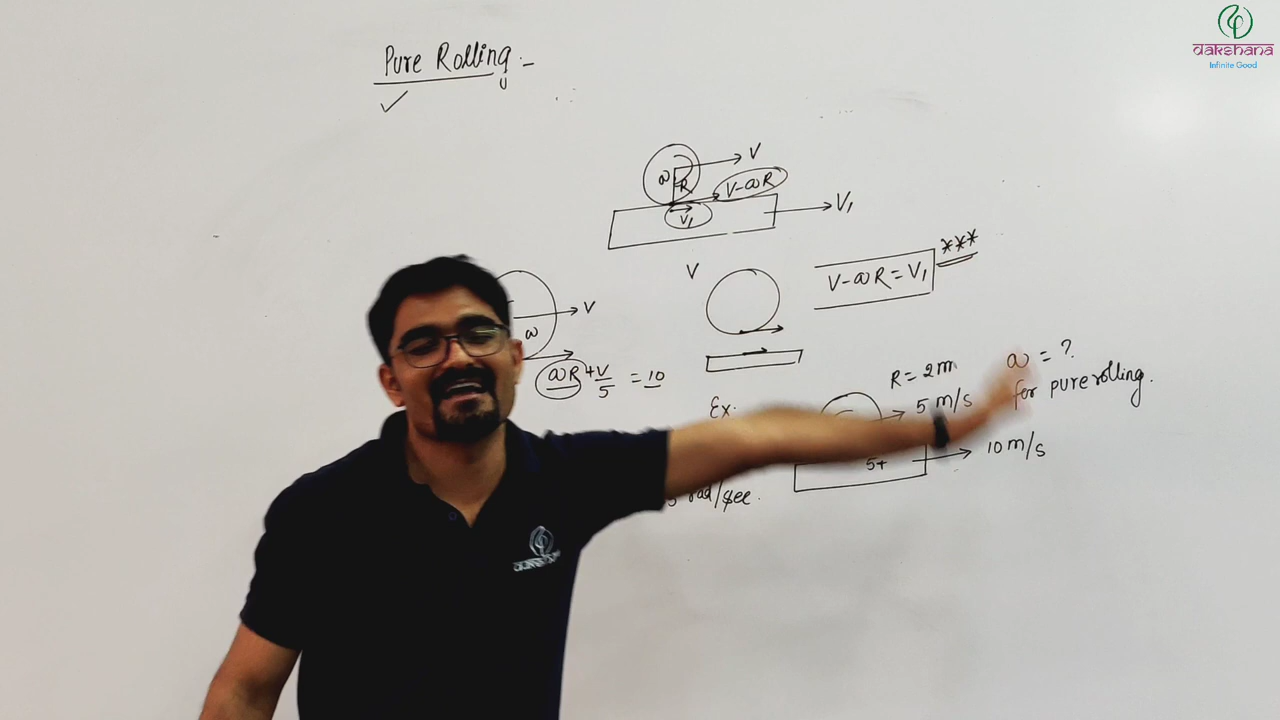 dakshana
Infinite Good
Pure Rolling :-
V
ω
R
V-ωR
V₁
V₁
V
V-ωR = V₁
***
V
ω
ωR + V = 10
5
Ex:
R = 2m
5 m/s
ω = ?
for pure rolling.
5+
10 m/s
rad/sec.